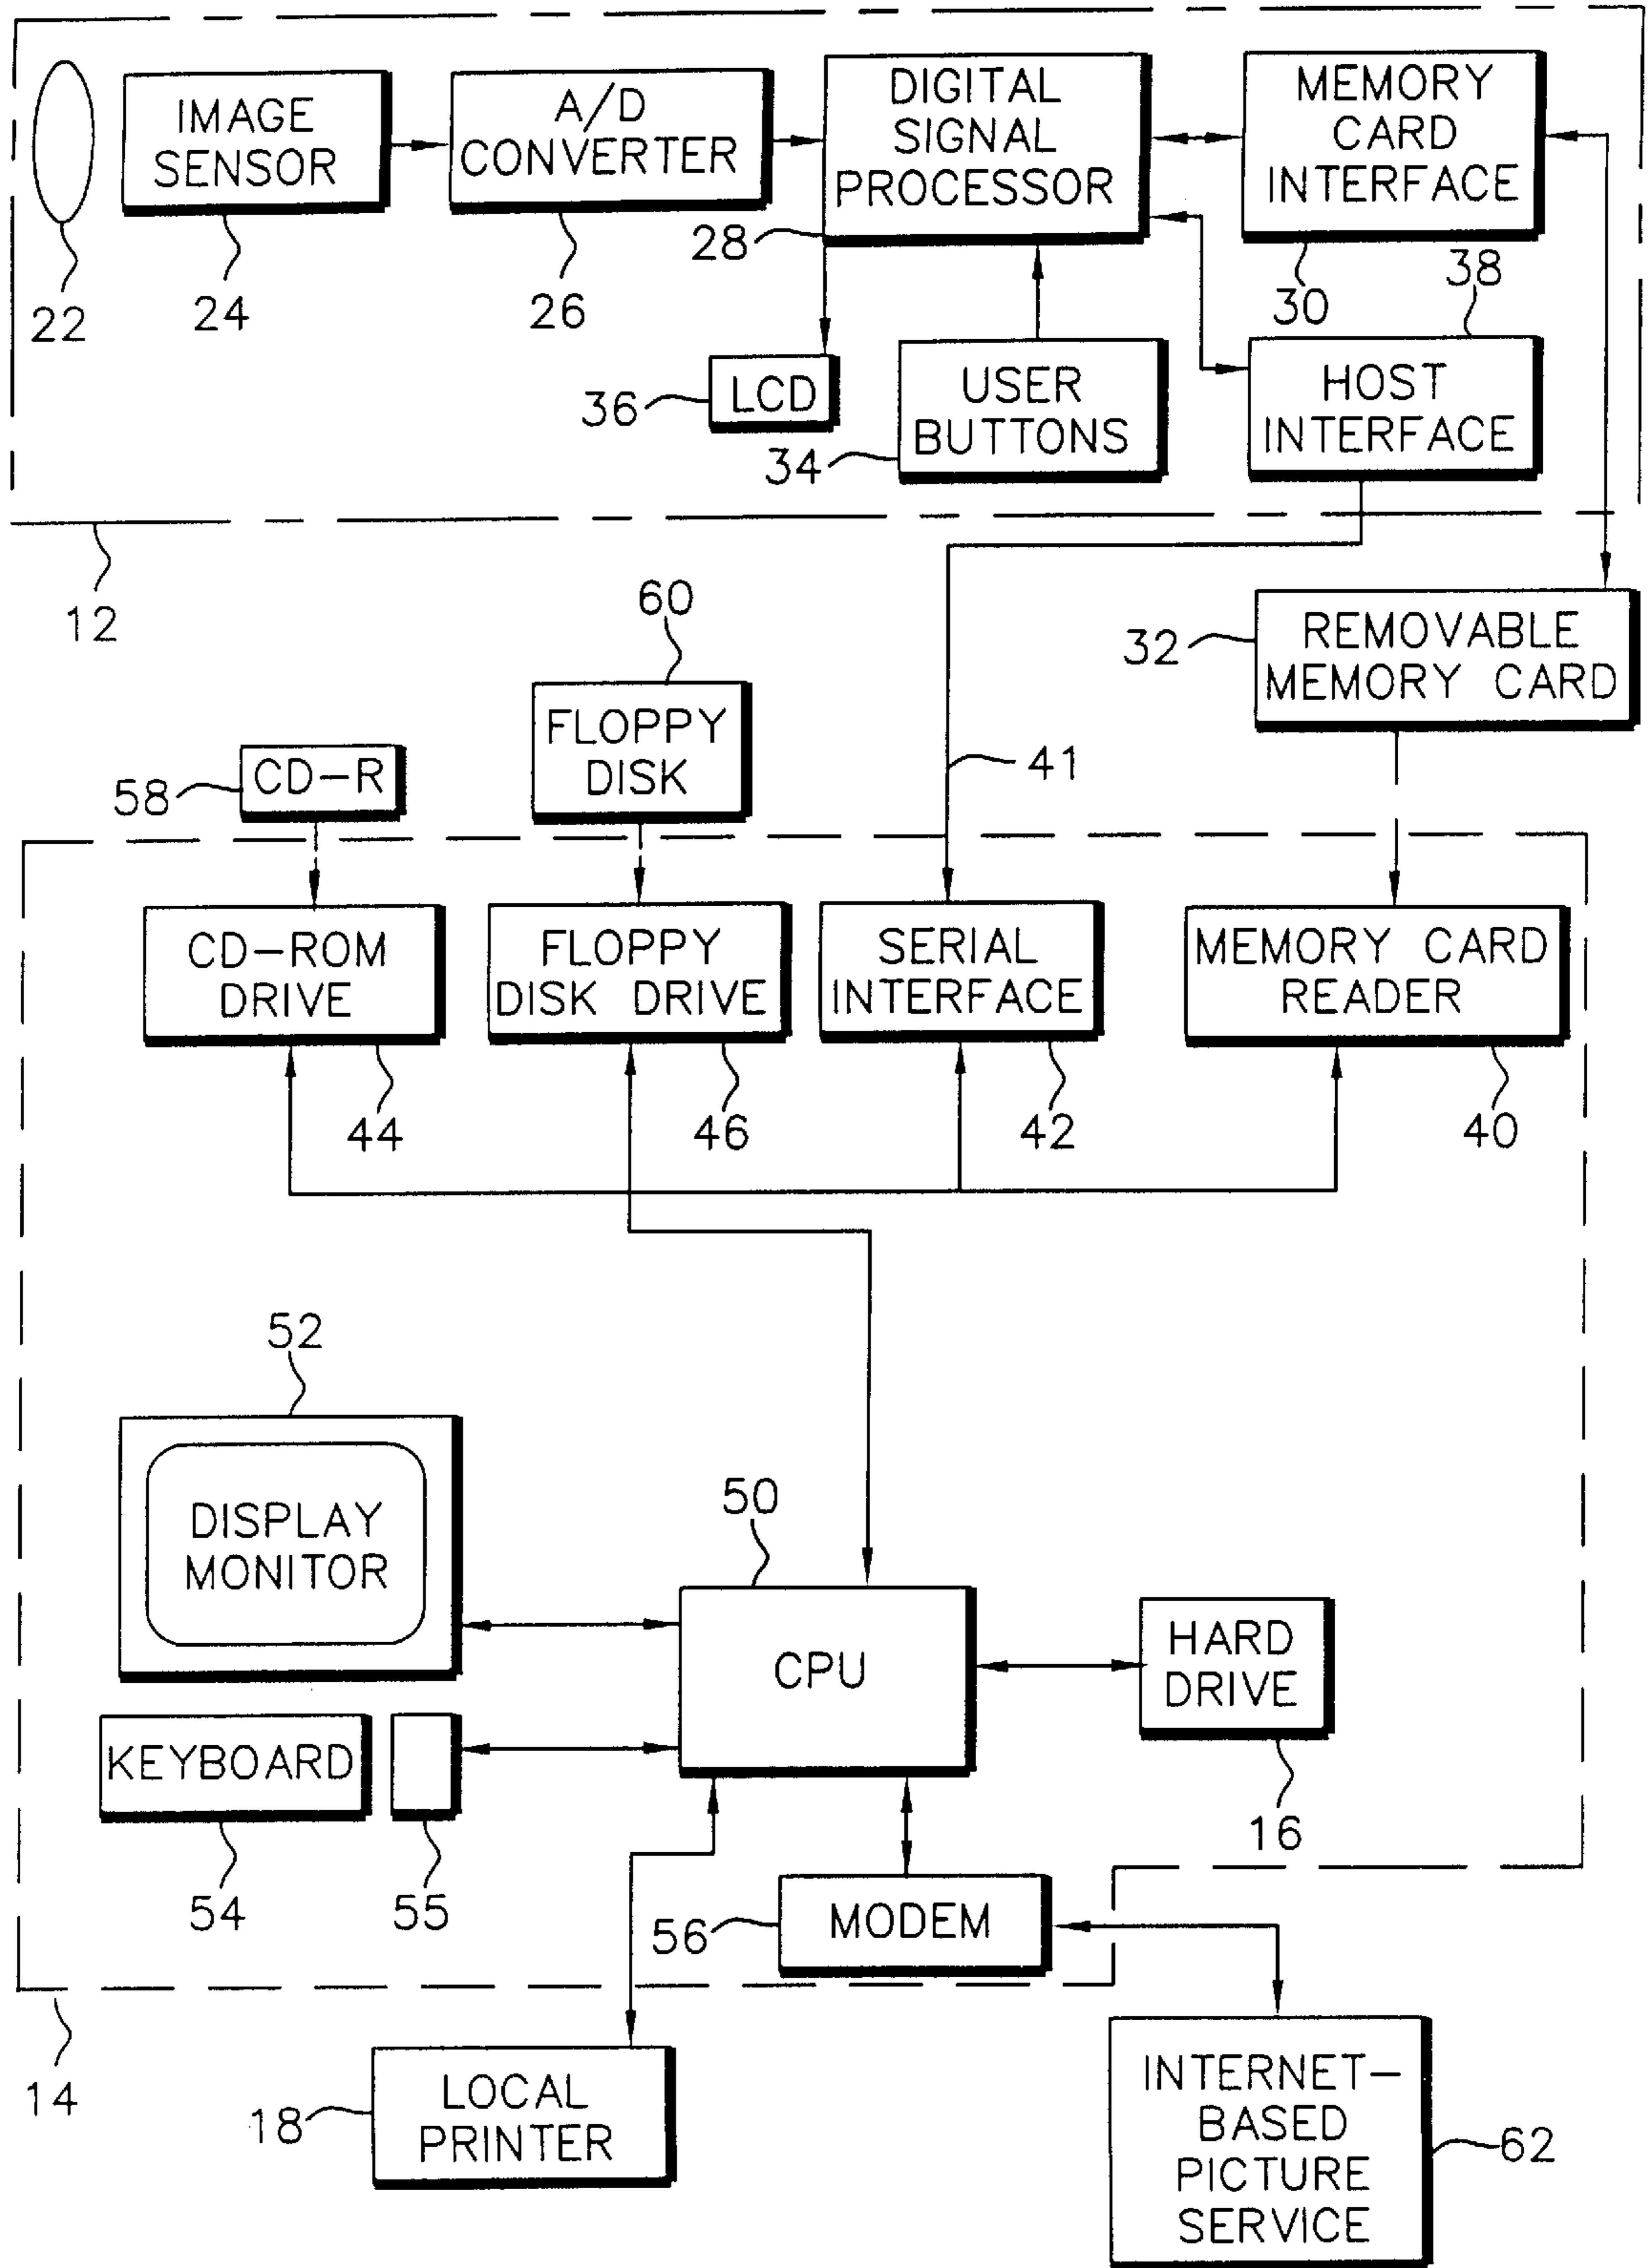 IMAGE
SENSOR
A/D
CONVERTER
DIGITAL
SIGNAL
PROCESSOR
MEMORY
CARD
INTERFACE
22
24
26
28
30
38
LCD
36
USER
BUTTONS
34
HOST
INTERFACE
12
REMOVABLE
MEMORY CARD
32
60
FLOPPY
DISK
CD-R
58
41
CD-ROM
DRIVE
FLOPPY
DISK DRIVE
SERIAL
INTERFACE
MEMORY CARD
READER
44
46
42
40
52
DISPLAY
MONITOR
50
CPU
HARD
DRIVE
16
KEYBOARD
54
55
MODEM
56
14
LOCAL
PRINTER
18
INTERNET-
BASED
PICTURE
SERVICE
62